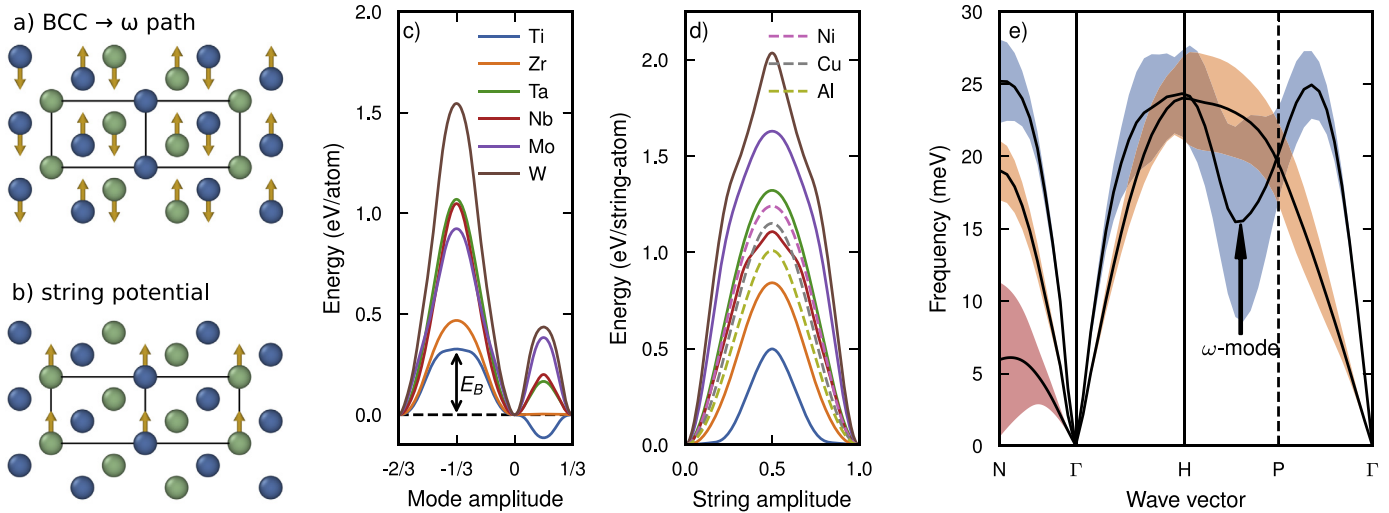 a) BCC → ω path
b) string potential
c)
Energy (eV/atom)
2.0
1.5
1.0
0.5
0.0
Ti
Zr
Ta
Nb
Mo
W
E_B
-2/3
-1/3
0
1/3
Mode amplitude
d)
Energy (eV/string-atom)
2.0
1.5
1.0
0.5
0.0
Ni
Cu
Al
0.0
0.5
1.0
String amplitude
e)
Frequency (meV)
30
25
20
15
10
5
0
ω-mode
N
Γ
H
P
Γ
Wave vector